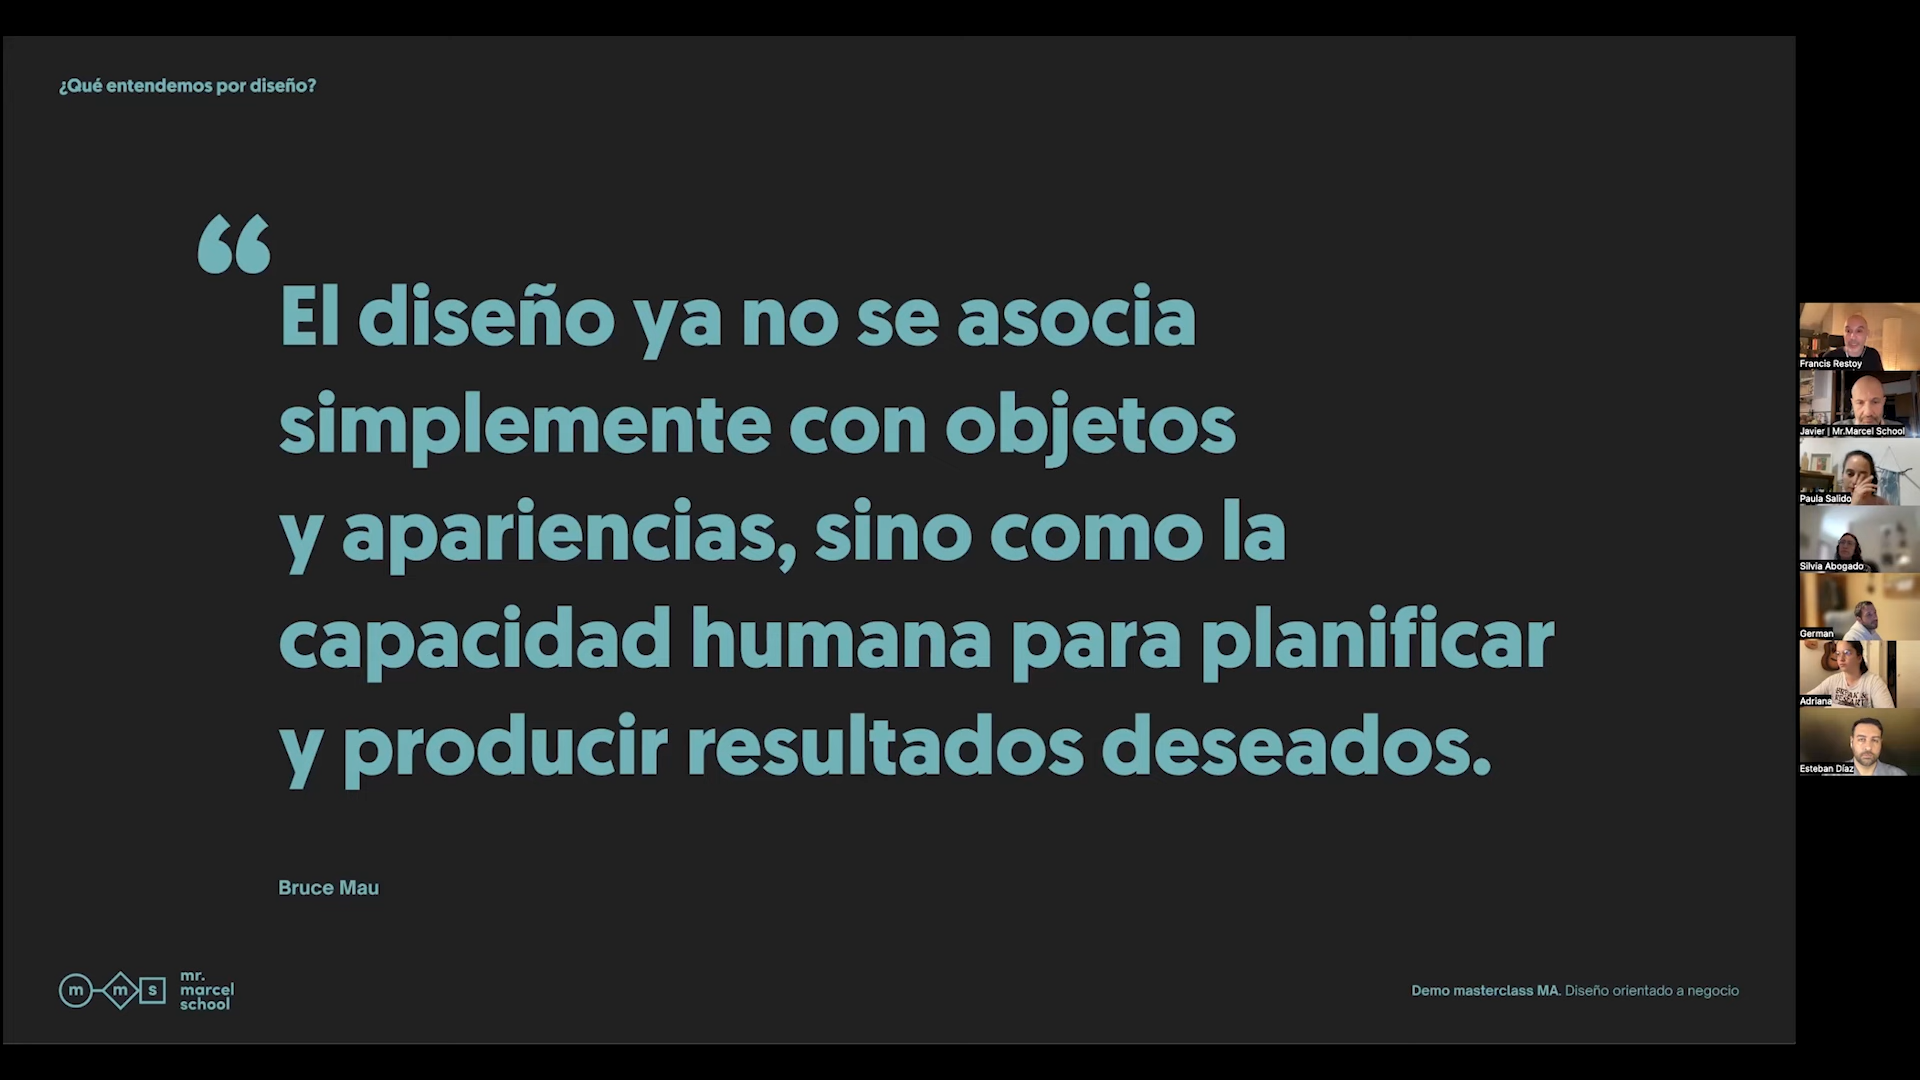 ¿Qué entendemos por diseño?
“
El diseño ya no se asocia
simplemente con objetos
y apariencias, sino como la
capacidad humana para planificar
y producir resultados deseados.
Bruce Mau
m m s
mr.
marcel
school
Demo masterclass MA. Diseño orientado a negocio
Francis Restoy
Javier | Mr.Marcel School
Paula Salido
Silvia Abogado
German
Adriana
Esteban Díaz